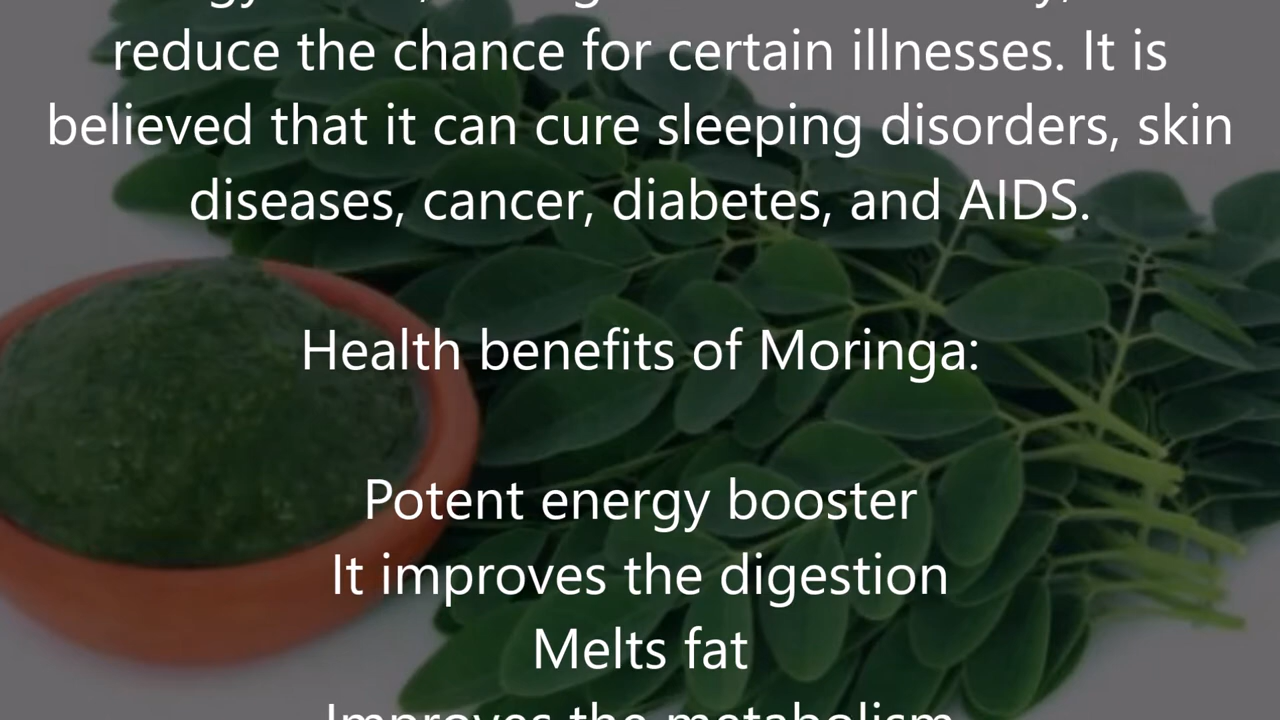 reduce the chance for certain illnesses. It is
believed that it can cure sleeping disorders, skin
diseases, cancer, diabetes, and AIDS.
Health benefits of Moringa:
Potent energy booster
It improves the digestion
Melts fat
Improves the metabolism